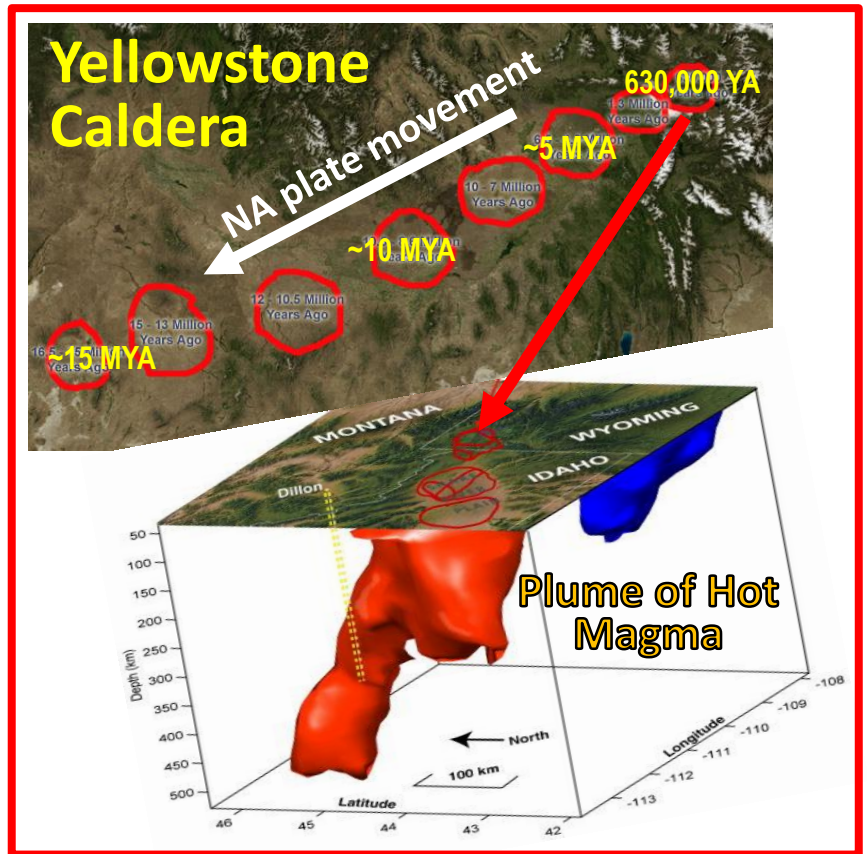 Yellowstone
Caldera
NA plate movement
630,000 YA
1.3 Million
Years Ago
~5 MYA
10 - 7 Million
Years Ago
~10 MYA
12 - 10.5 Million
Years Ago
15 - 13 Million
Years Ago
~15 MYA
Years Ago
MONTANA
WYOMING
IDAHO
Dillon
Plume of Hot
Magma
50
100
150
200
250
300
350
400
450
500
Depth (km)
North
100 km
Latitude
46
45
44
43
42
Longitude
-108
-109
-110
-111
-112
-113